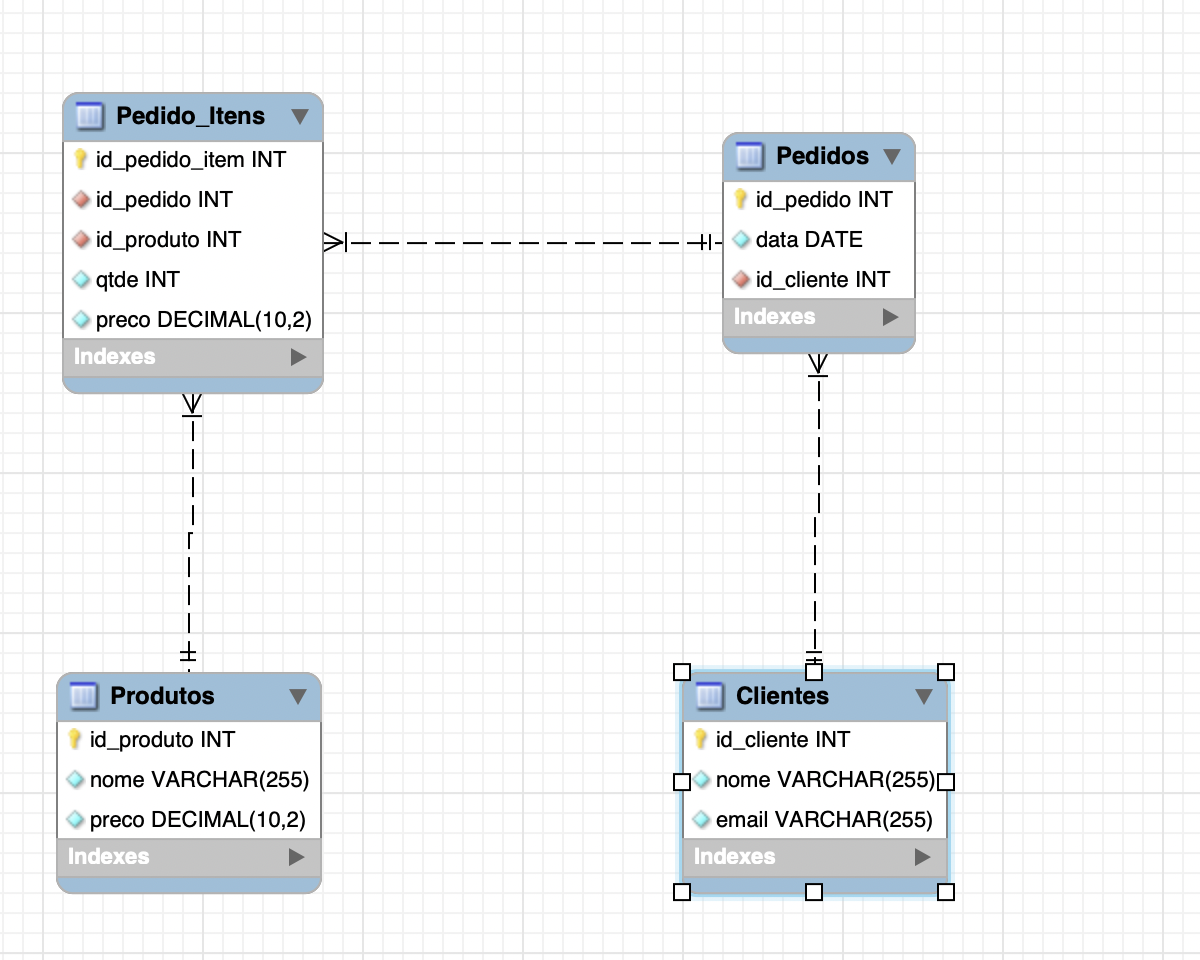 Pedido_Itens
id_pedido_item INT
id_pedido INT
id_produto INT
qtde INT
preco DECIMAL(10,2)
Indexes
Pedidos
id_pedido INT
data DATE
id_cliente INT
Indexes
Produtos
id_produto INT
nome VARCHAR(255)
preco DECIMAL(10,2)
Indexes
Clientes
id_cliente INT
nome VARCHAR(255)
email VARCHAR(255)
Indexes